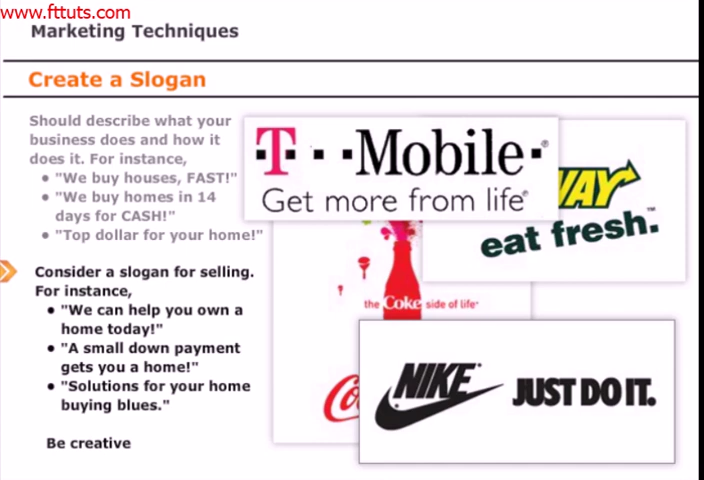 www.fttuts.com
Marketing Techniques
Create a Slogan
Should describe what your
business does and how it
does it. For instance,
• "We buy houses, FAST!"
• "We buy homes in 14
days for CASH!"
• "Top dollar for your home!"
Consider a slogan for selling.
For instance,
• "We can help you own a
home today!"
• "A small down payment
gets you a home!"
• "Solutions for your home
buying blues."
Be creative
T · · Mobile ·®
Get more from life®
WAY
eat fresh.™
the Coke side of life
Co
NIKE
JUST DO IT.